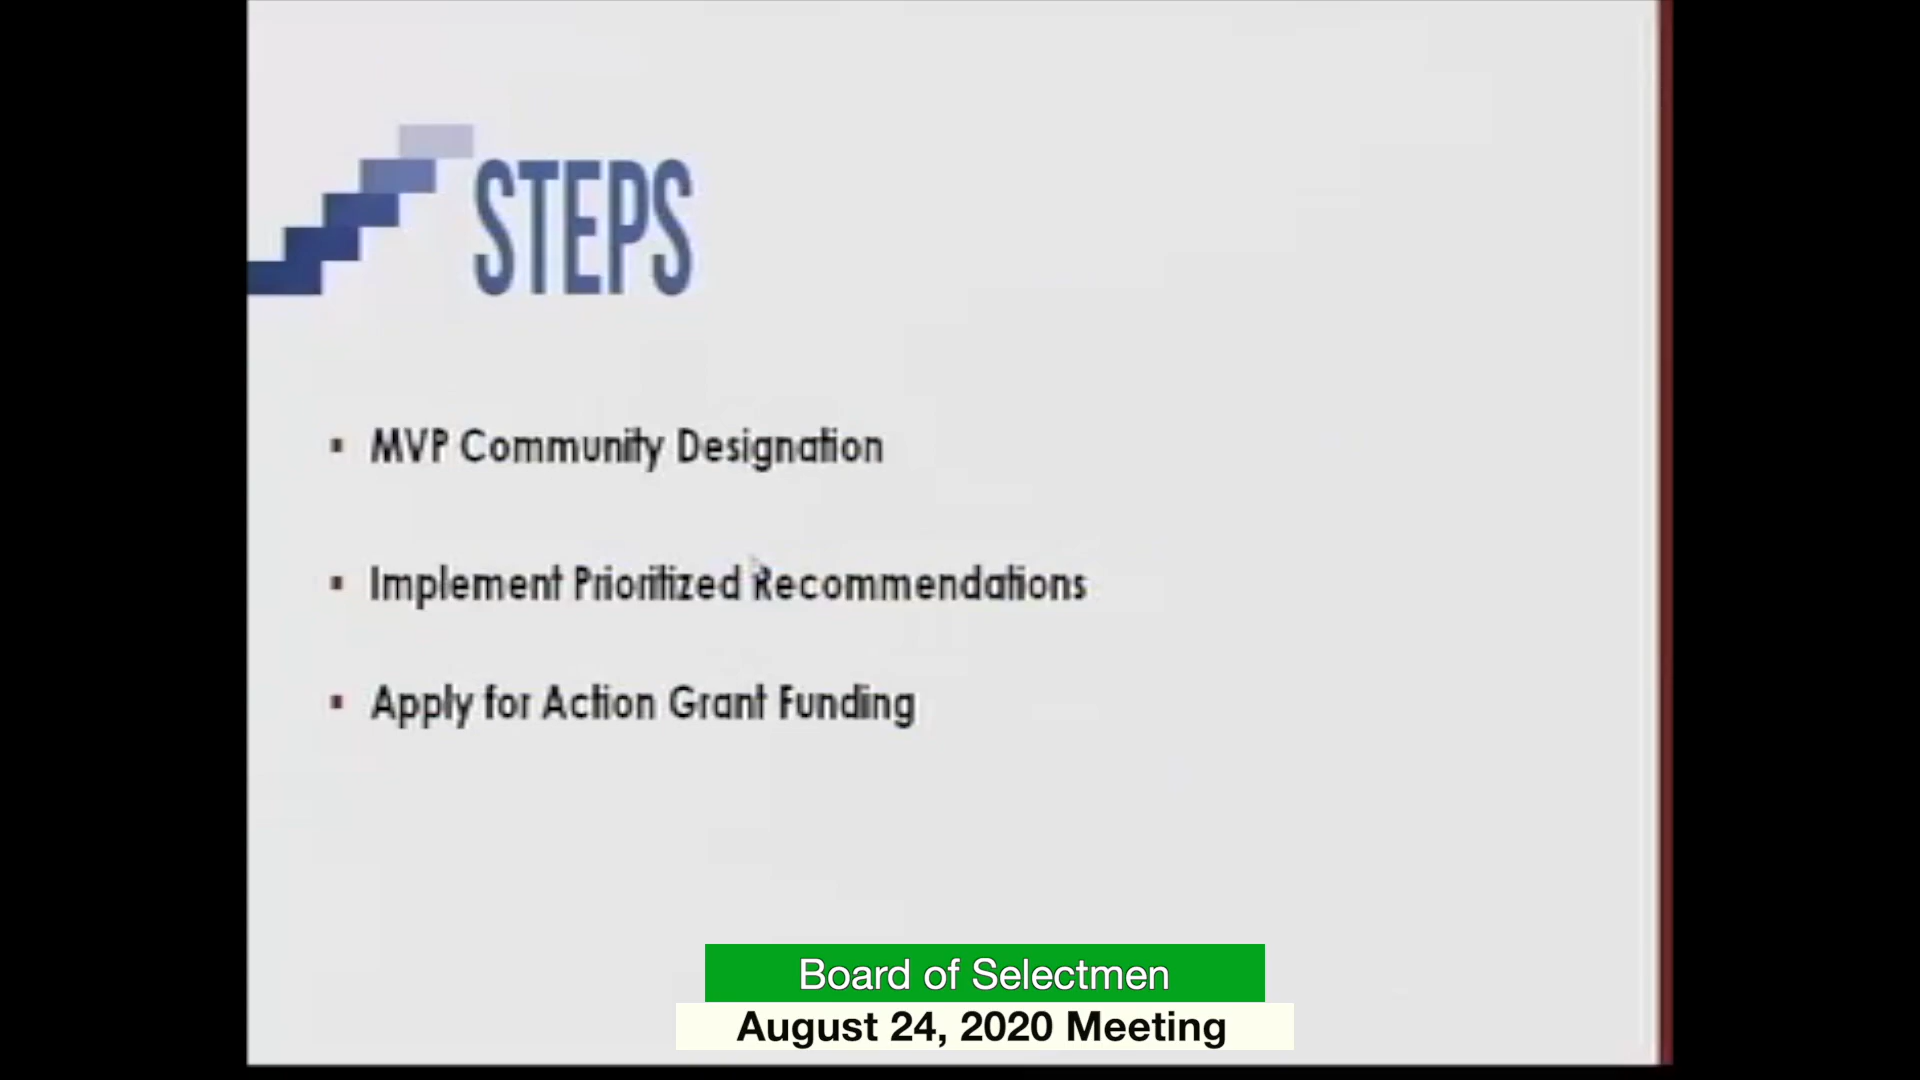 STEPS
▪ MVP Community Designation
▪ Implement Prioritized Recommendations
▪ Apply for Action Grant Funding
Board of Selectmen
August 24, 2020 Meeting